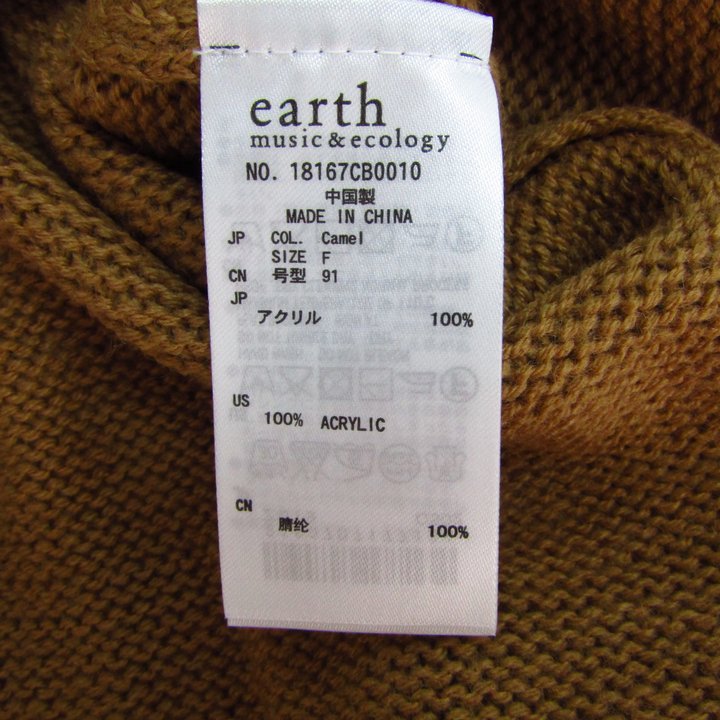 earth
music&ecology
NO. 18167CB0010
中国製
MADE IN CHINA
JP COL. Camel
SIZE F
CN 号型 91
JP
アクリル 100%
US
100% ACRYLIC
CN
腈纶 100%